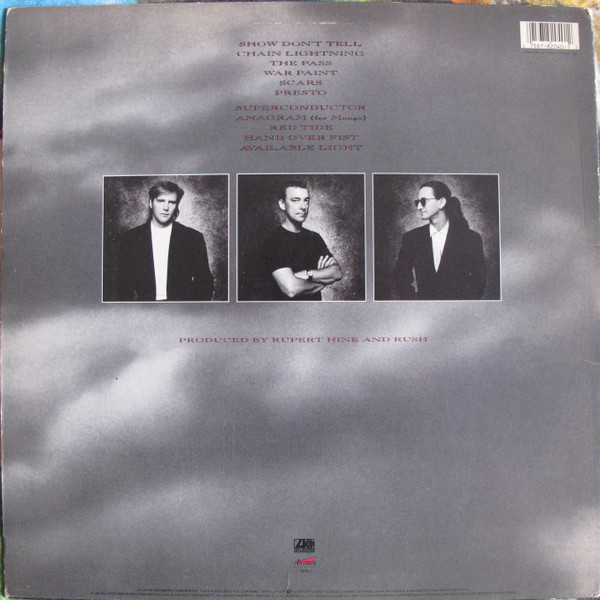 SHOW DON'T TELL
CHAIN LIGHTNING
THE PASS
WAR PAINT
SCARS
PRESTO
SUPERCONDUCTOR
ANAGRAM (for Mongo)
RED TIDE
HAND OVER FIST
AVAILABLE LIGHT
PRODUCED BY RUPERT HINE AND RUSH